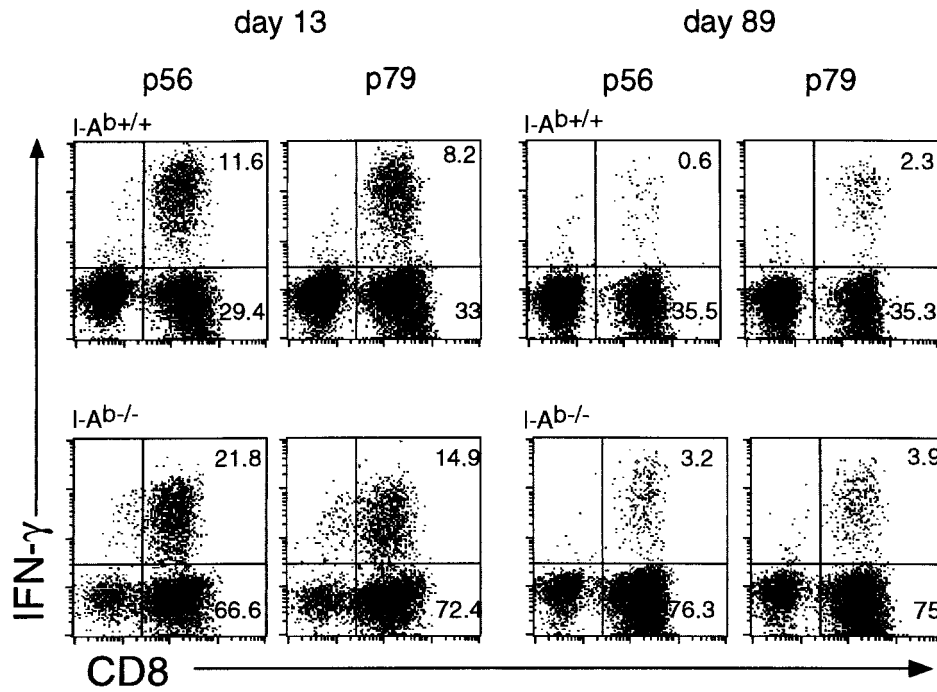 day 13 day 89
p56 p79 p56 p79
I-Ab+/+ I-Ab+/+
11.6 8.2 0.6 2.3
29.4 33 35.5 35.3
I-Ab-/- I-Ab-/-
21.8 14.9 3.2 3.9
66.6 72.4 76.3 75
IFN-γ
CD8